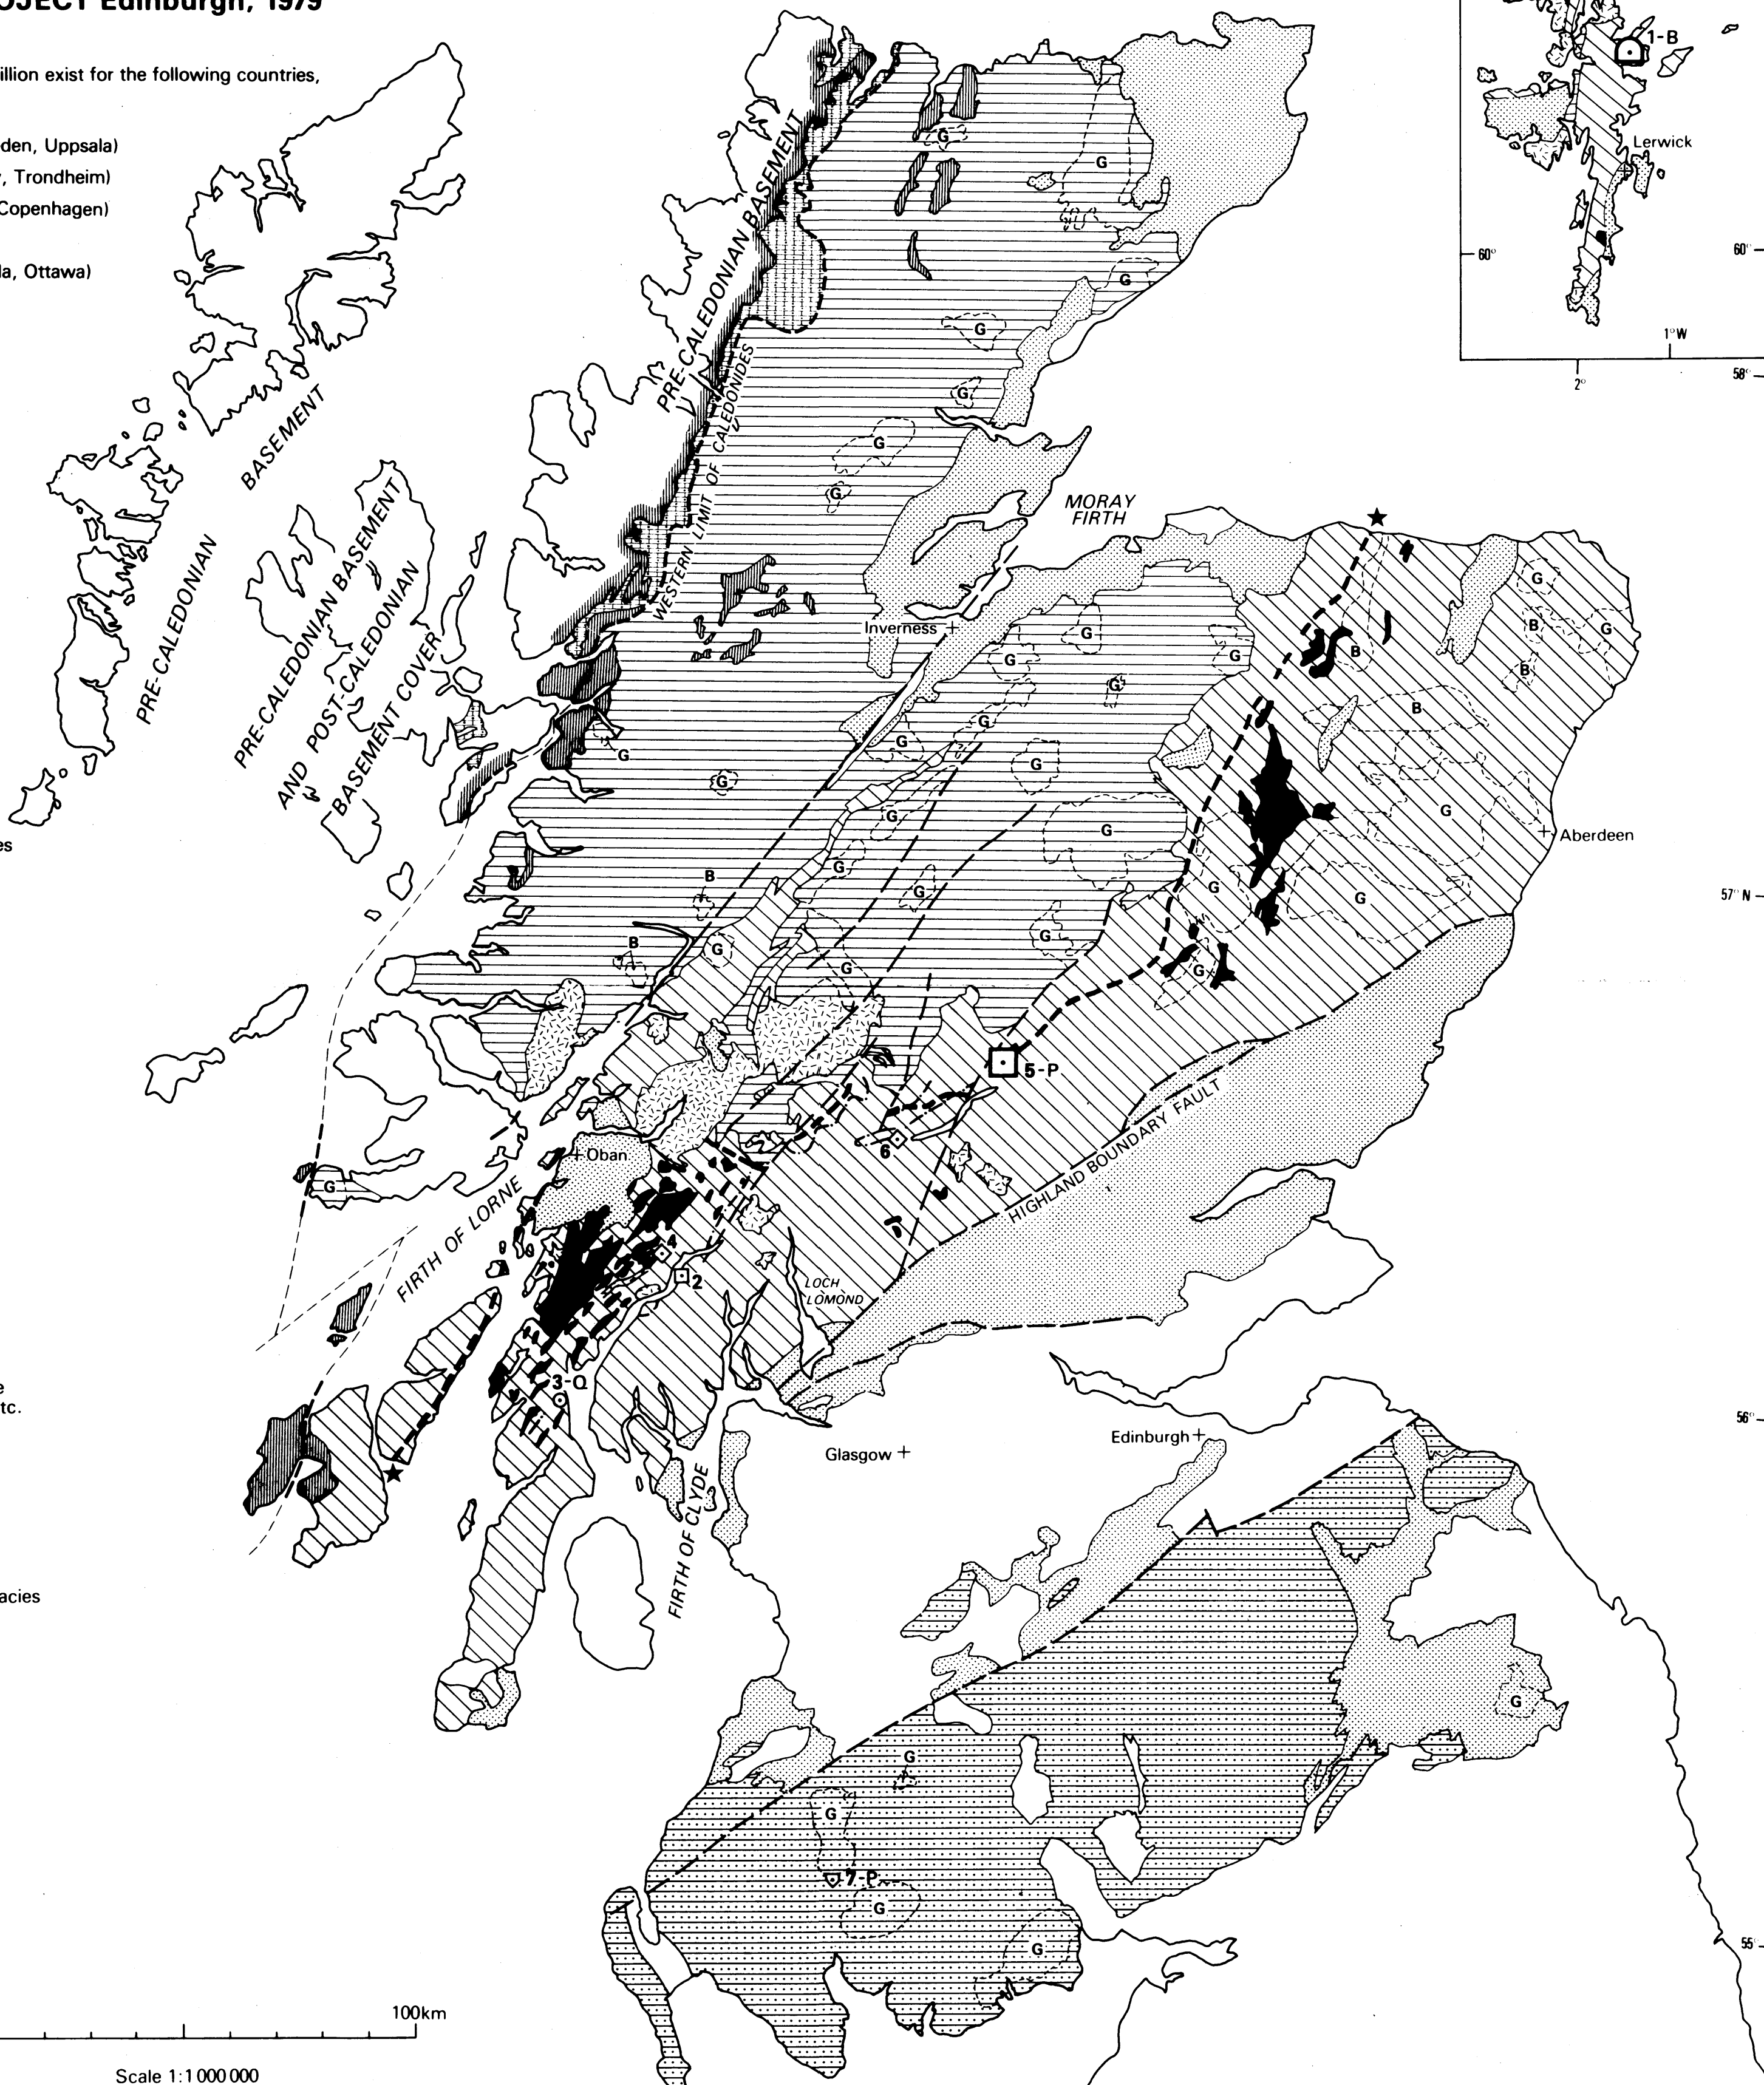 OJECT Edinburgh, 1979
illion exist for the following countries,
den, Uppsala)
, Trondheim)
Copenhagen)
la, Ottawa)
1-B
Lerwick
60°
60°
1°W
2°
58°
PRE-CALEDONIAN BASEMENT
WESTERN LIMIT OF CALEDONIDES
PRE-CALEDONIAN
BASEMENT
PRE-CALEDONIAN BASEMENT
AND POST-CALEDONIAN
BASEMENT COVER
MORAY
FIRTH
Inverness
G
G
G
G
G
G
G
G
G
B
G
B
B
G
G
G
G
G
G
G
G
G
B
G
G
es
G
G
Aberdeen
G
G
B
G
G
57° N
B
G
G
G
G
5-P
6
HIGHLAND BOUNDARY FAULT
Oban
G
FIRTH OF LORNE
4
2
LOCH
LOMOND
3-Q
e
tc.
56°
Glasgow
Edinburgh
FIRTH OF CLYDE
acies
G
G
G
7-P
G
G
55°
100km
Scale 1:1 000 000